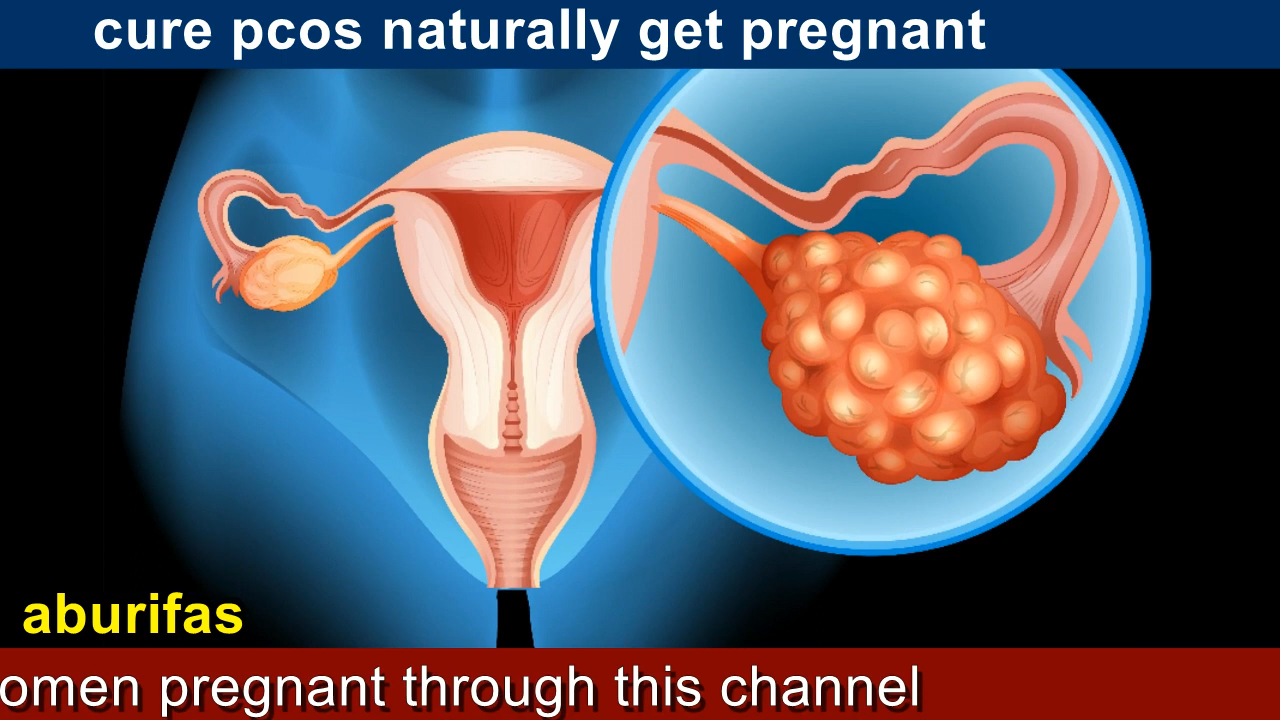 cure pcos naturally get pregnant
aburifas
omen pregnant through this channel